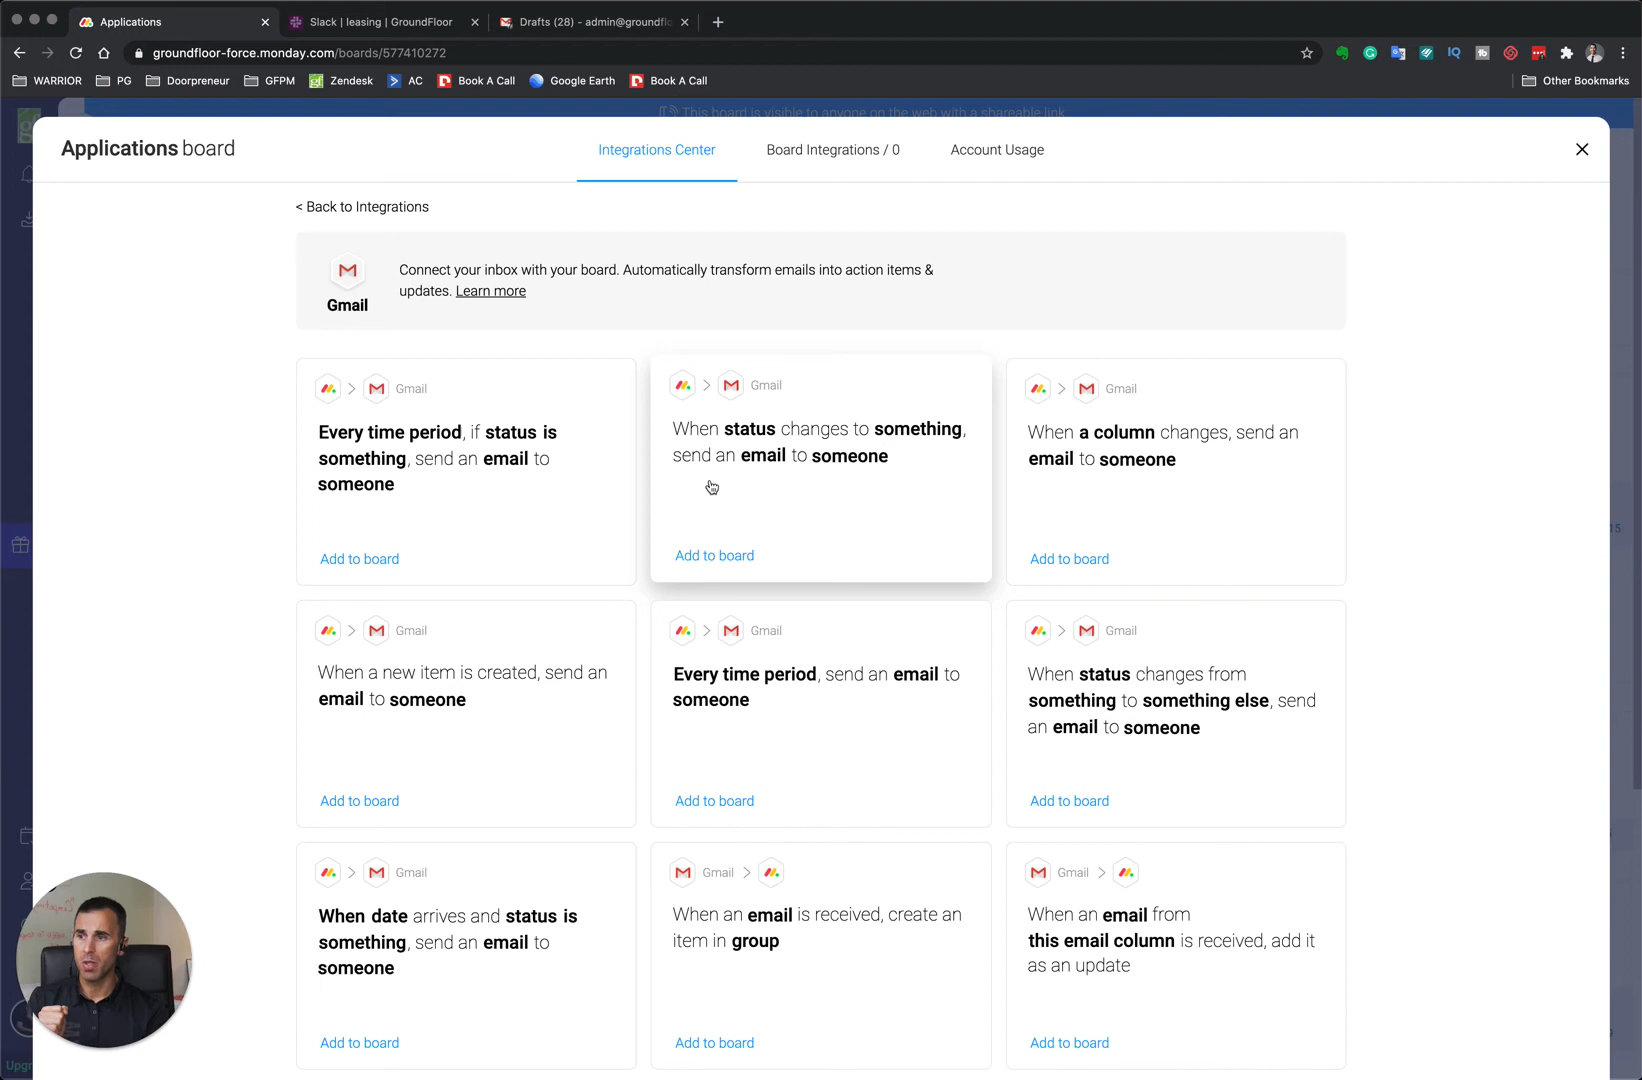 Applications
Slack | leasing | GroundFloor
Drafts (28) - admin@groundflo
groundfloor-force.monday.com/boards/577410272
WARRIOR
PG
Doorpreneur
GFPM
Zendesk
AC
Book A Call
Google Earth
Book A Call
Other Bookmarks
This board is visible to anyone on the web with a shareable link
Applications board
Integrations Center
Board Integrations / 0
Account Usage
< Back to Integrations
Gmail
Connect your inbox with your board. Automatically transform emails into action items &
updates. Learn more
Gmail
Every time period, if status is
something, send an email to
someone
Add to board
Gmail
When status changes to something,
send an email to someone
Add to board
Gmail
When a column changes, send an
email to someone
Add to board
Gmail
When a new item is created, send an
email to someone
Add to board
Gmail
Every time period, send an email to
someone
Add to board
Gmail
When status changes from
something to something else, send
an email to someone
Add to board
Gmail
When date arrives and status is
something, send an email to
someone
Add to board
Gmail
When an email is received, create an
item in group
Add to board
Gmail
When an email from
this email column is received, add it
as an update
Add to board
15
Upgr